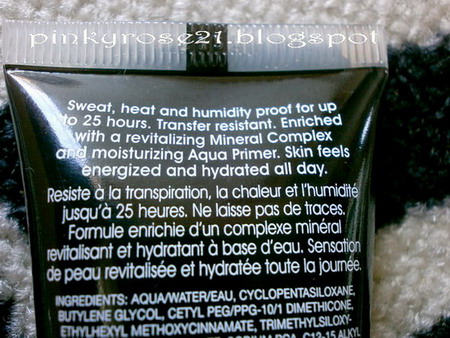 pinkyrose21.blogspot
Sweat, heat and humidity proof for up
to 25 hours. Transfer resistant. Enriched
with a revitalizing Mineral Complex
and moisturizing Aqua Primer. Skin feels
energized and hydrated all day.
Resiste à la transpiration, la chaleur et l'humidité
jusqu'à 25 heures. Ne laisse pas de traces.
Formule enrichie d'un complexe minéral
revitalisant et hydratant à base d'eau. Sensation
de peau revitalisée et hydratée toute la journée.
INGREDIENTS: AQUA/WATER/EAU, CYCLOPENTASILOXANE,
BUTYLENE GLYCOL, CETYL PEG/PPG-10/1 DIMETHICONE,
ETHYLHEXYL METHOXYCINNAMATE, TRIMETHYLSILOXY-
PCA, C12-15 ALKYL